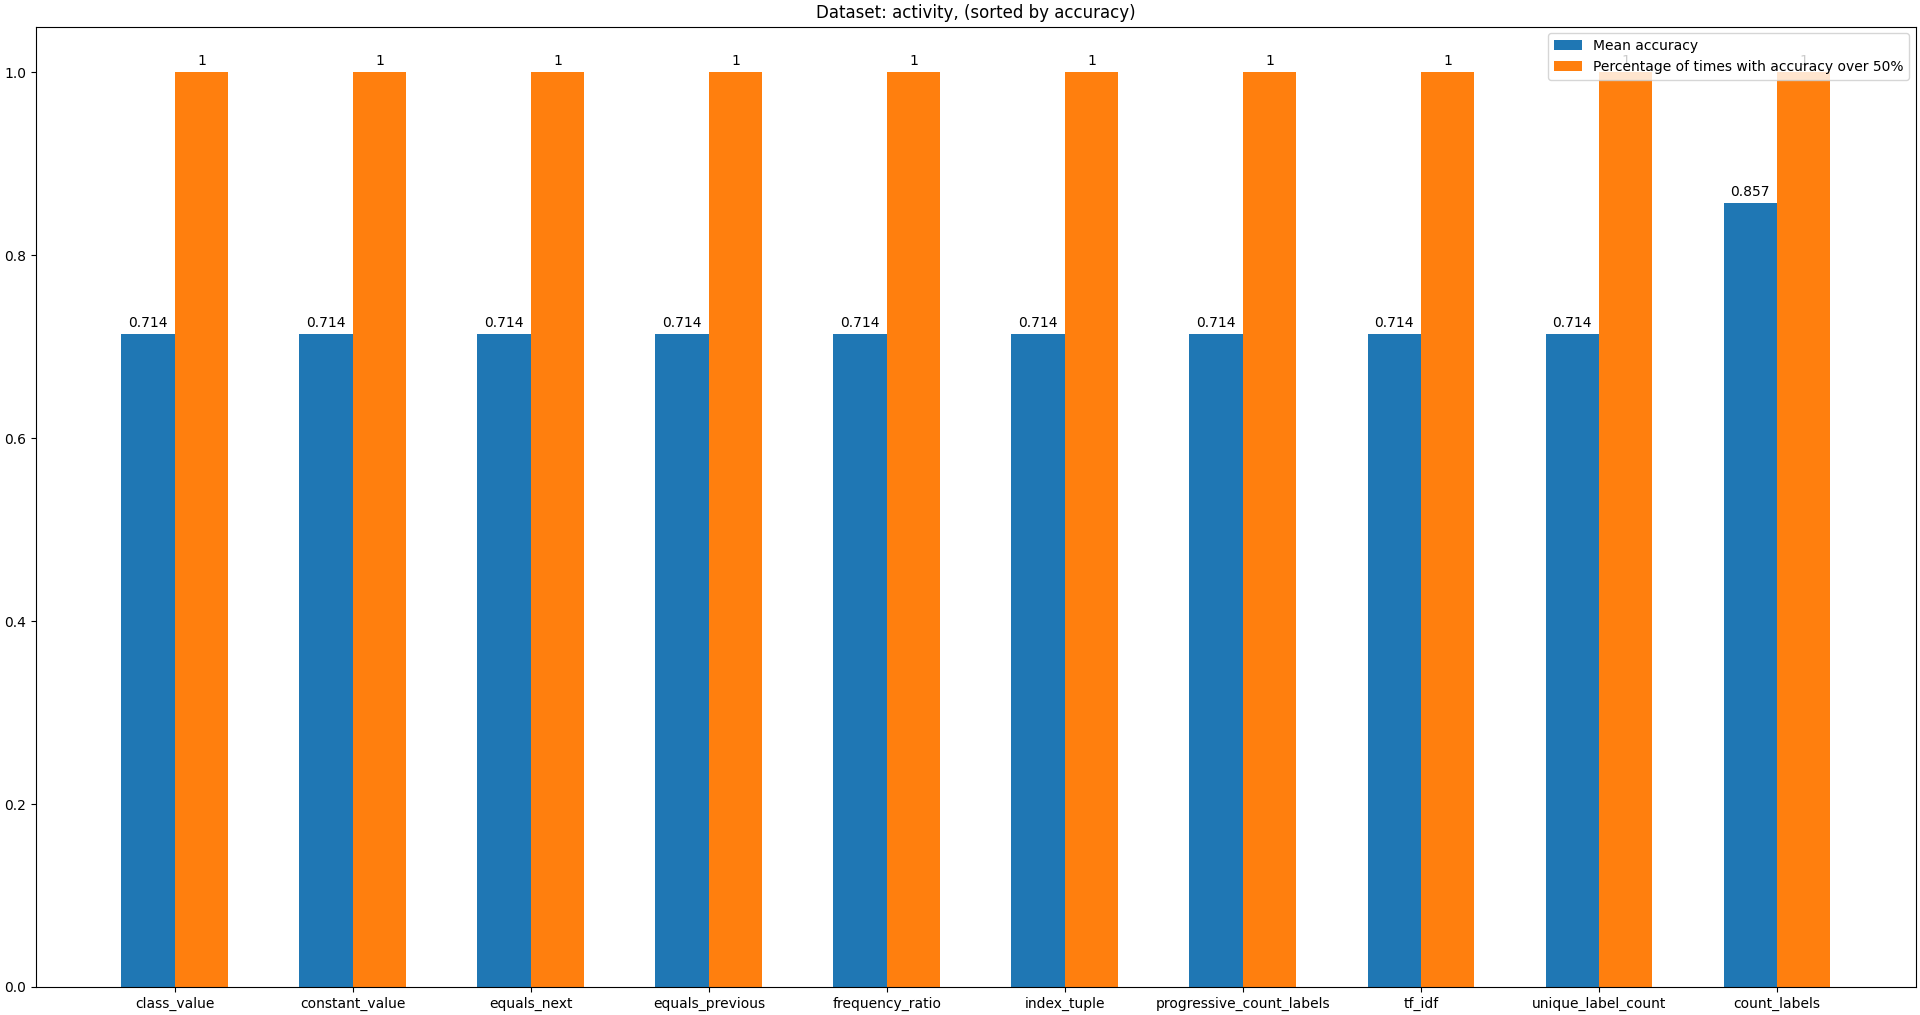 Dataset: activity, (sorted by accuracy)
Mean accuracy
Percentage of times with accuracy over 50%
1 1 1 1 1 1 1 1 1 1
1.0
0.857
0.8
0.714 0.714 0.714 0.714 0.714 0.714 0.714 0.714 0.714
0.6
0.4
0.2
0.0
class_value constant_value equals_next equals_previous frequency_ratio index_tuple progressive_count_labels tf_idf unique_label_count count_labels